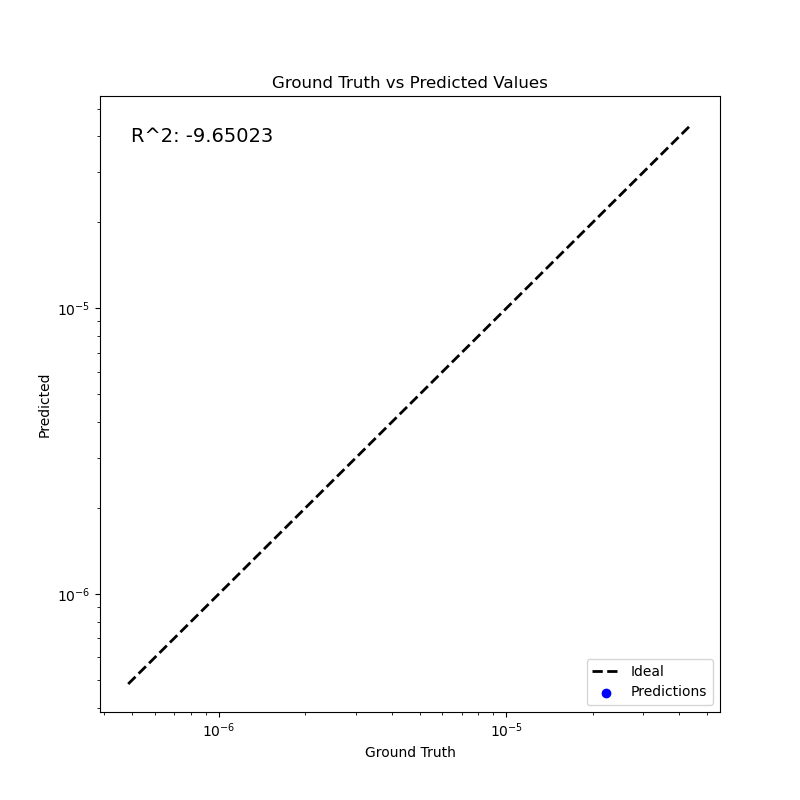 Ground Truth vs Predicted Values
R^2: -9.65023
Predicted
10⁻⁵
10⁻⁶
10⁻⁶
10⁻⁵
Ground Truth
Ideal
Predictions